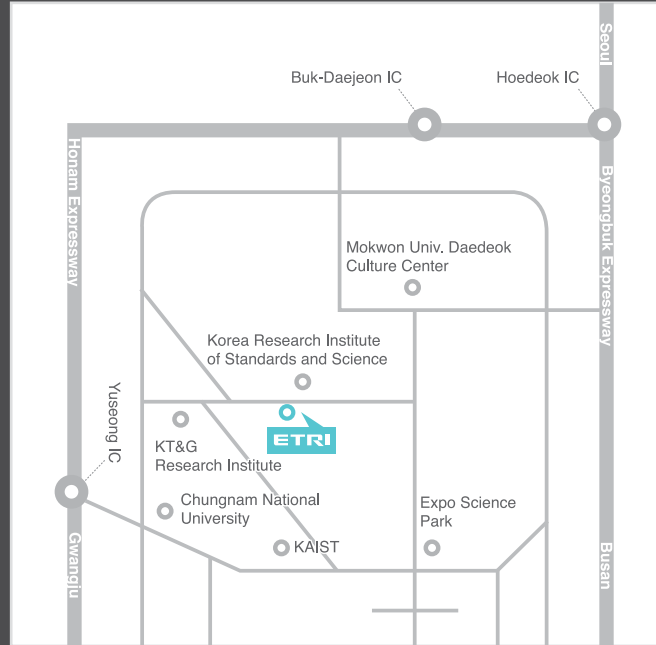 Seoul
Buk-Daejeon IC
Hoedeok IC
Honam Expressway
Byeongbuk Expressway
Mokwon Univ. Daedeok
Culture Center
Korea Research Institute
of Standards and Science
Yuseong IC
ETRI
KT&G
Research Institute
Chungnam National
University
Expo Science
Park
KAIST
Gwangju
Busan